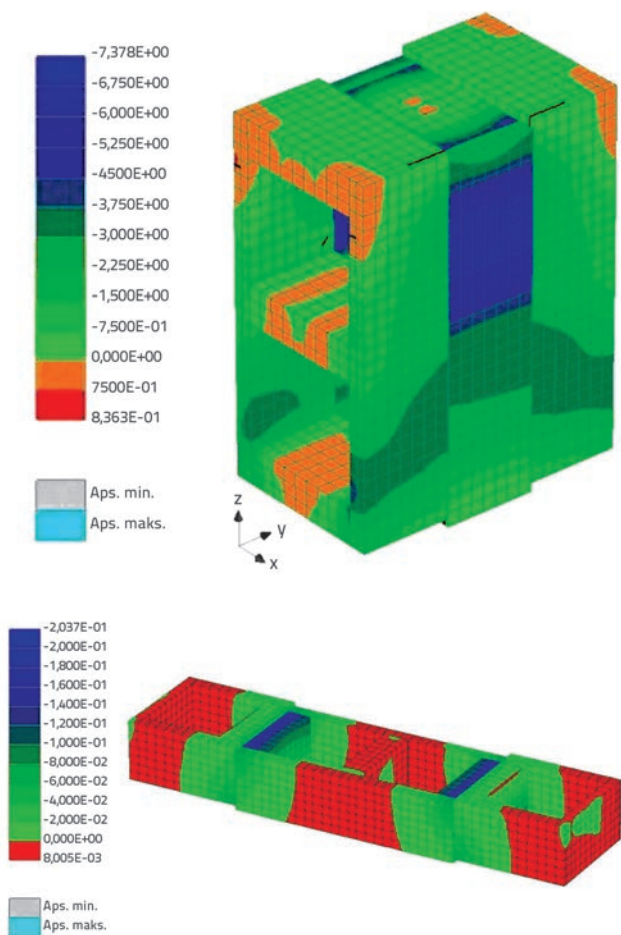 -7,378E+00
-6,750E+00
-6,000E+00
-5,250E+00
-4500E+00
-3,750E+00
-3,000E+00
-2,250E+00
-1,500E+00
-7,500E-01
0,000E+00
7500E-01
8,363E-01
Aps. min.
Aps. maks.
z
y
x
-2,037E-01
-2,000E-01
-1,800E-01
-1,600E-01
-1,200E-01
-1,000E-01
-8,000E-02
-6,000E-02
-4,000E-02
-2,000E-02
0,000E+00
8,005E-03
Aps. min.
Aps. maks.